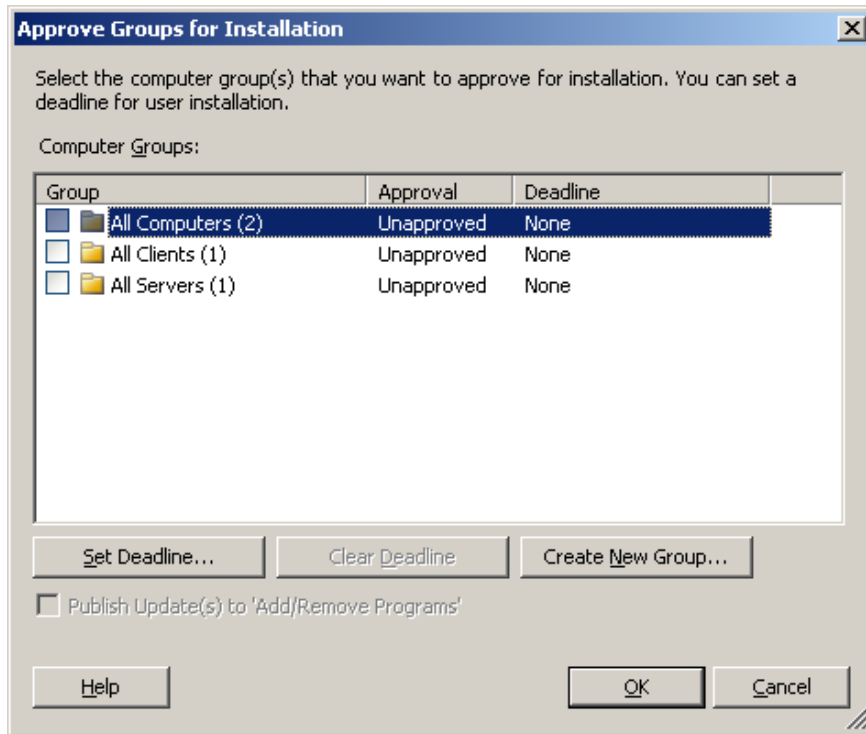 Approve Groups for Installation
Select the computer group(s) that you want to approve for installation. You can set a
deadline for user installation.
Computer Groups:
Group Approval Deadline
All Computers (2) Unapproved None
All Clients (1) Unapproved None
All Servers (1) Unapproved None
Set Deadline... Clear Deadline Create New Group...
Publish Update(s) to 'Add/Remove Programs'
Help OK Cancel